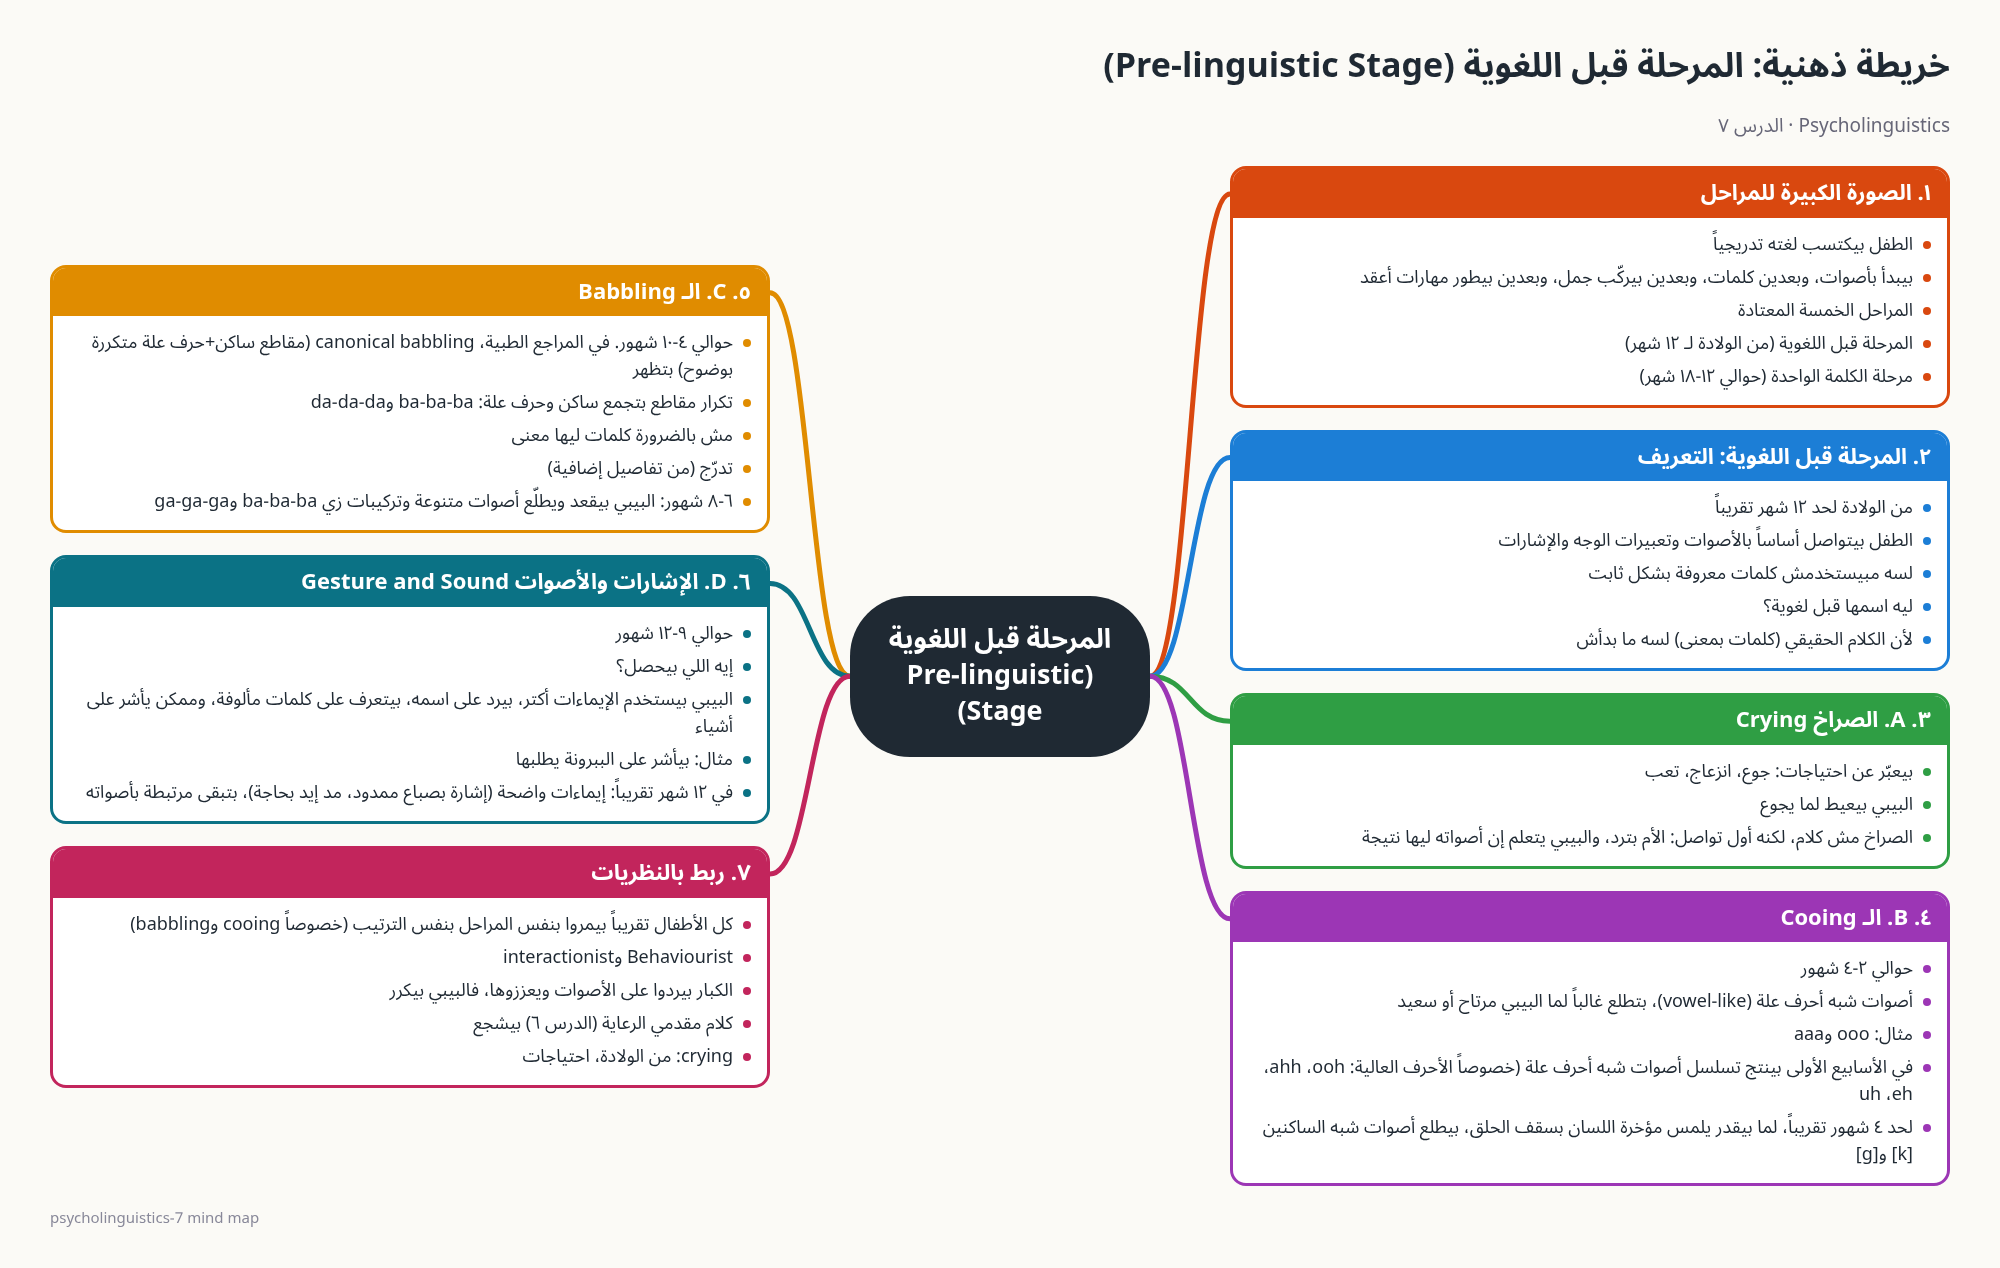 خريطة ذهنية: المرحلة قبل اللغوية (Pre-linguistic Stage)
Psycholinguistics · الدرس ٧
١. الصورة الكبيرة للمراحل
الطفل بيكتسب لغته تدريجياً
بيبدأ بأصوات، وبعدين كلمات، وبعدين بيركّب جمل، وبعدين بيطور مهارات أعقد
المراحل الخمسة المعتادة
المرحلة قبل اللغوية (من الولادة لـ ١٢ شهر)
مرحلة الكلمة الواحدة (حوالي ١٢-١٨ شهر)
٢. المرحلة قبل اللغوية: التعريف
من الولادة لحد ١٢ شهر تقريباً
الطفل بيتواصل أساساً بالأصوات وتعبيرات الوجه والإشارات
لسه مبيستخدمش كلمات معروفة بشكل ثابت
ليه اسمها قبل لغوية؟
لأن الكلام الحقيقي (كلمات بمعنى) لسه ما بدأش
٣. A. الصراخ Crying
بيعبّر عن احتياجات: جوع، انزعاج، تعب
البيبي بيعيط لما يجوع
الصراخ مش كلام، لكنه أول تواصل: الأم بترد، والبيبي يتعلم إن أصواته ليها نتيجة
٤. B. الـ Cooing
حوالي ٢-٤ شهور
أصوات شبه أحرف علة (vowel-like)، بتطلع غالباً لما البيبي مرتاح أو سعيد
مثال: ooo وaaa
في الأسابيع الأولى بينتج تسلسل أصوات شبه أحرف علة (خصوصاً الأحرف العالية: ahh ،ooh،
uh ،eh
لحد ٤ شهور تقريباً، لما بيقدر يلمس مؤخرة اللسان بسقف الحلق، بيطلع أصوات شبه الساكنين
[k] و[g]
المرحلة قبل اللغوية
(Pre-linguistic
Stage)
٥. C. الـ Babbling
حوالي ٤-١٠ شهور. في المراجع الطبية، canonical babbling (مقاطع ساكن+حرف علة متكررة
بوضوح) بتظهر
تكرار مقاطع بتجمع ساكن وحرف علة: ba-ba-ba وda-da-da
مش بالضرورة كلمات ليها معنى
تدرّج (من تفاصيل إضافية)
٦-٨ شهور: البيبي بيقعد ويطلّع أصوات متنوعة وتركيبات زي ba-ba-ba وga-ga-ga
٦. D. الإشارات والأصوات Gesture and Sound
حوالي ٩-١٢ شهور
إيه اللي بيحصل؟
البيبي بيستخدم الإيماءات أكتر، بيرد على اسمه، بيتعرف على كلمات مألوفة، وممكن يأشر على
أشياء
مثال: بيأشر على الببرونة يطلبها
في ١٢ شهر تقريباً: إيماءات واضحة (إشارة بصباع ممدود، مد إيد بحاجة)، بتبقى مرتبطة بأصواته
٧. ربط بالنظريات
كل الأطفال تقريباً بيمروا بنفس المراحل بنفس الترتيب (خصوصاً cooing وbabbling)
Behaviourist وinteractionist
الكبار بيردوا على الأصوات ويعززوها، فالبيبي بيكرر
كلام مقدمي الرعاية (الدرس ٦) بيشجع
crying: من الولادة، احتياجات
psycholinguistics-7 mind map